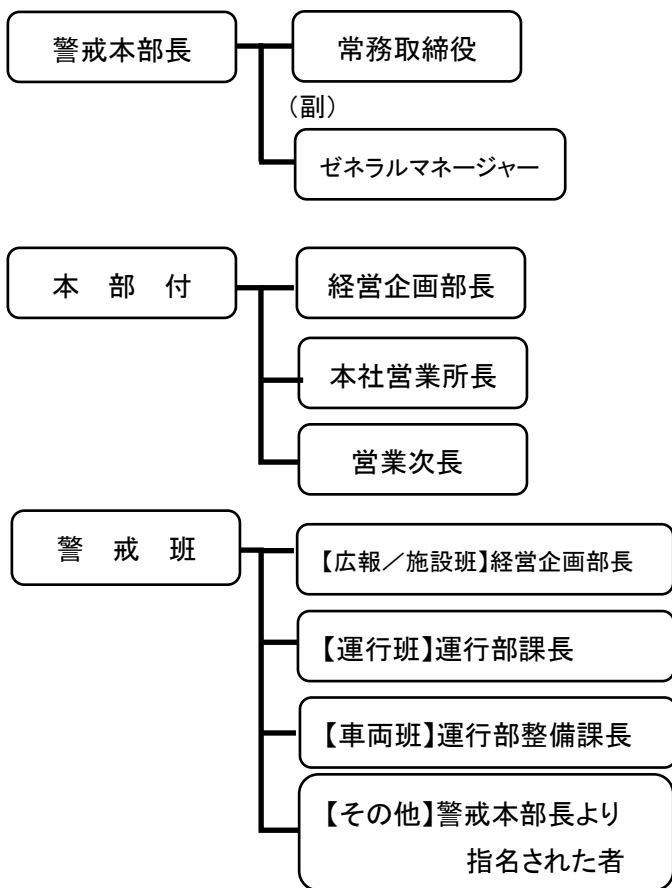 警戒本部長
常務取締役
(副)
ゼネラルマネージャー
本　部　付
経営企画部長
本社営業所長
営業次長
警　戒　班
【広報／施設班】経営企画部長
【運行班】運行部課長
【車両班】運行部整備課長
【その他】警戒本部長より
指名された者